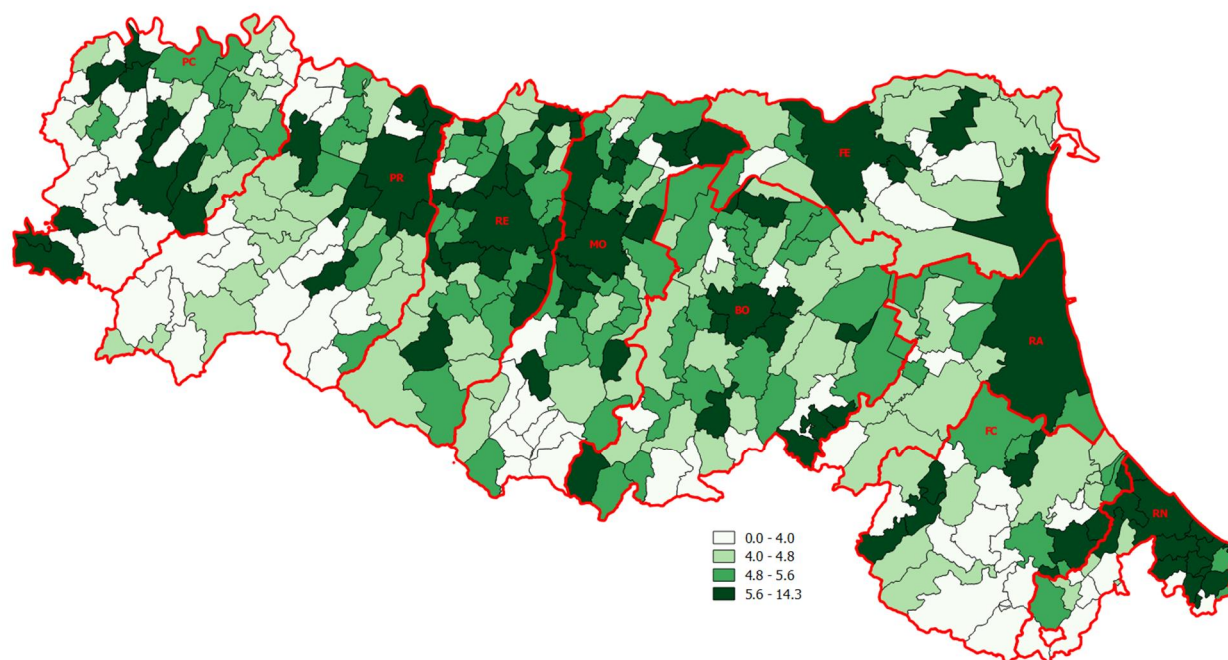 PC
PR
RE
MO
FE
BO
RA
FC
RN
0.0 - 4.0
4.0 - 4.8
4.8 - 5.6
5.6 - 14.3